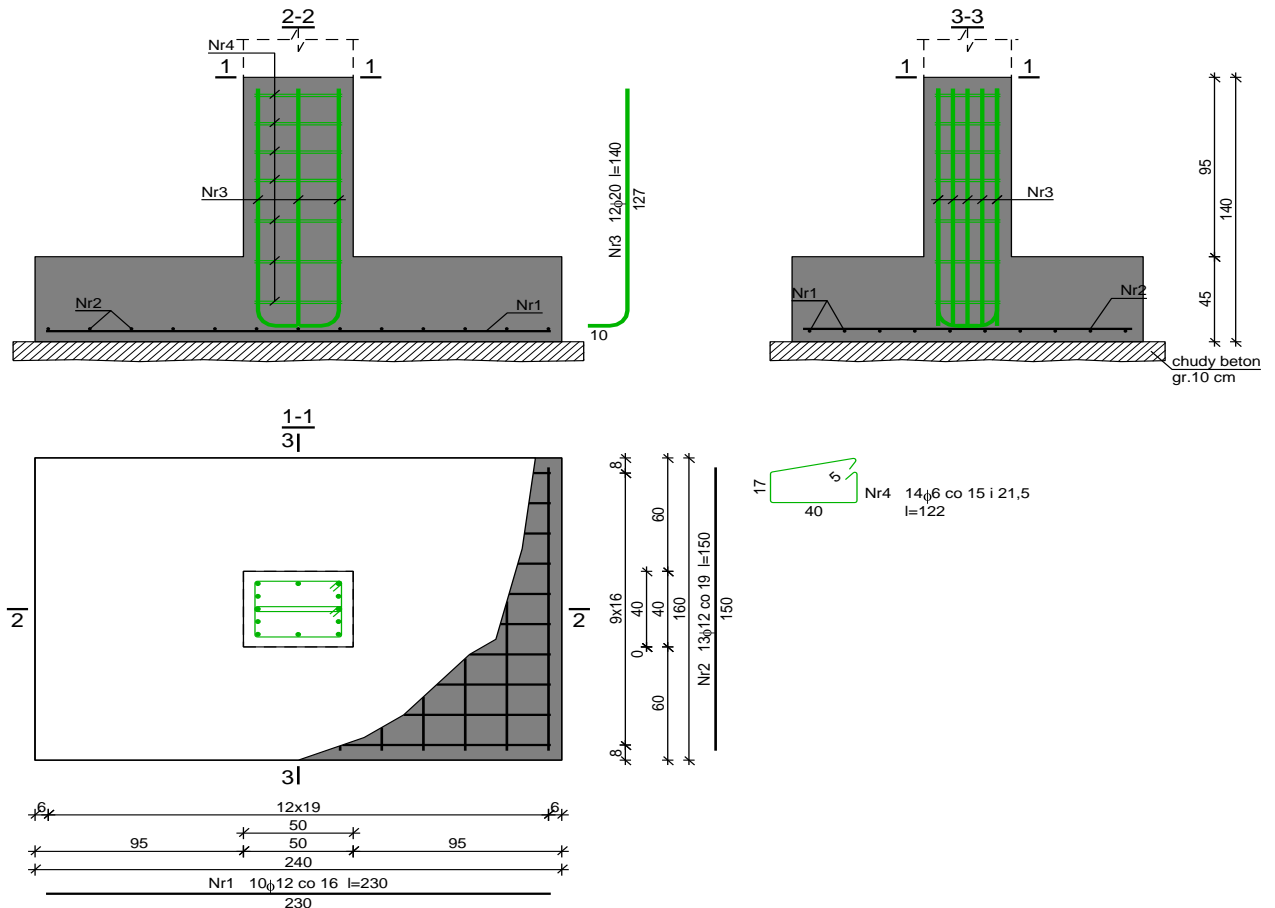 2-2
Nr4
1 1
Nr3
Nr3 12ϕ20 l=140
127
Nr2
Nr1
10
3-3
1 1
Nr3
Nr1
Nr2
95
140
45
chudy beton
gr.10 cm
1-1
3
2 2
3
8
9x16
8
40
0
60
40
60
160
Nr2 13ϕ12 co 19 l=150
150
17
5
40
Nr4 14ϕ6 co 15 i 21,5
l=122
6 12x19 6
50
95 50 95
240
Nr1 10ϕ12 co 16 l=230
230